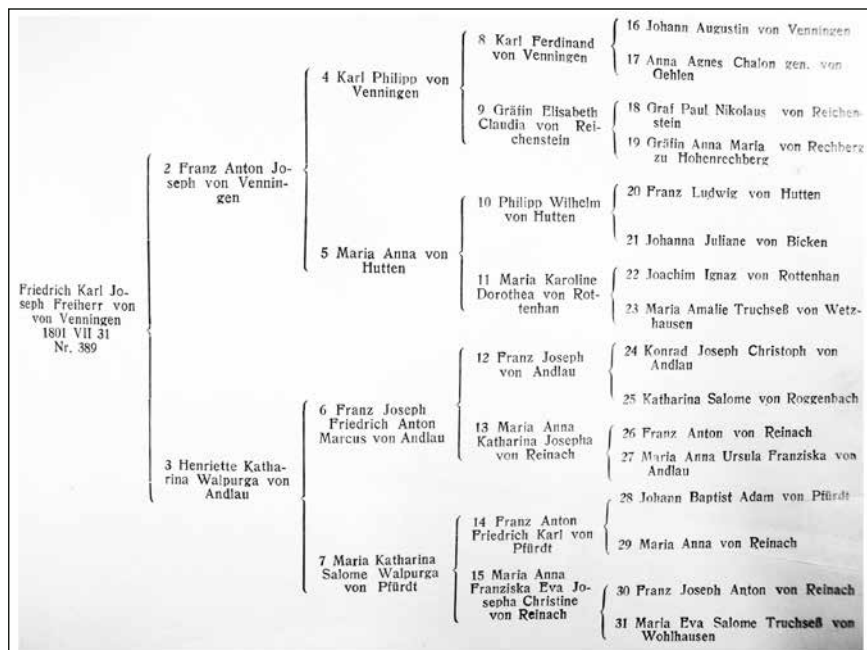 Friedrich Karl Jo-
seph Freiherr von
von Venningen
1801 VII 31
Nr. 389
2 Franz Anton Jo-
seph von Vennin-
gen
3 Henriette Katha-
rina Walpurga von
Andlau
4 Karl Philipp von
Venningen
5 Maria Anna von
Hutten
6 Franz Joseph
Friedrich Anton
Marcus von Andlau
7 Maria Katharina
Salome Walpurga
von Pfürdt
8 Karl Ferdinand
von Venningen
9 Gräfin Elisabeth
Claudia von Rei-
chenstein
10 Philipp Wilhelm
von Hutten
11 Maria Karoline
Dorothea von Rot-
tenhan
12 Franz Joseph
von Andlau
13 Maria Anna
Katharina Josepha
von Reinach
14 Franz Anton
Friedrich Karl von
Pfürdt
15 Maria Anna
Franziska Eva Jo-
sepha Christine
von Reinach
16 Johann Augustin von Venningen
17 Anna Agnes Chalon gen. von
Gehlen
18 Graf Paul Nikolaus von Reichen-
stein
19 Gräfin Anna Maria von Rechberg
zu Hohenrechberg
20 Franz Ludwig von Hutten
21 Johanna Juliane von Bicken
22 Joachim Ignaz von Rottenhan
23 Maria Amalie Truchseß von Wetz-
hausen
24 Konrad Joseph Christoph von
Andlau
25 Katharina Salome von Roggenbach
26 Franz Anton von Reinach
27 Maria Anna Ursula Franziska von
Andlau
28 Johann Baptist Adam von Pfürdt
29 Maria Anna von Reinach
30 Franz Joseph Anton von Reinach
31 Maria Eva Salome Truchseß von
Wohlhausen